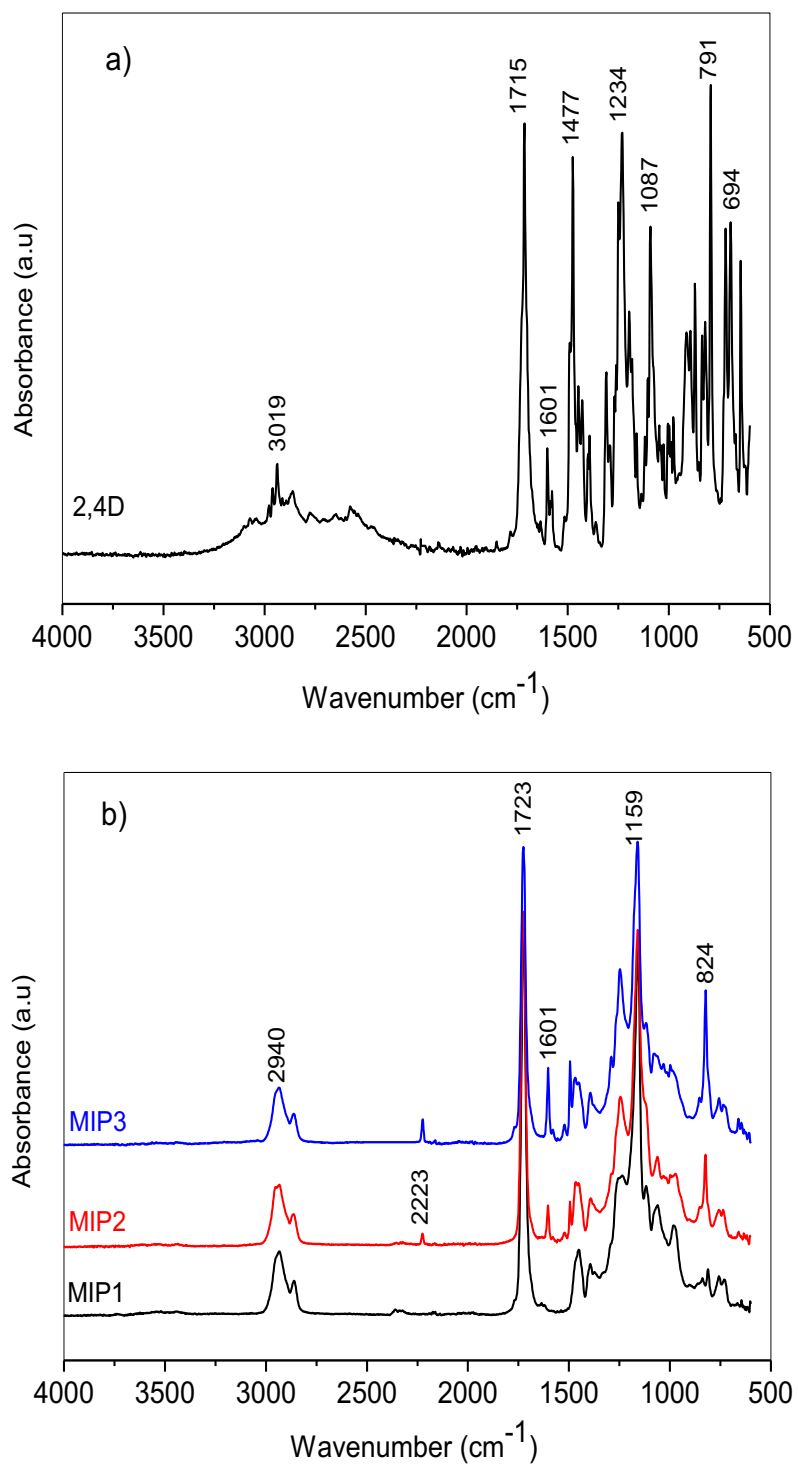 a)
1715
1477
1234
1087
791
694
1601
3019
2,4D
Absorbance (a.u)
4000 3500 3000 2500 2000 1500 1000 500
Wavenumber (cm-1)
b)
1723
1159
824
1601
2940
2223
MIP3
MIP2
MIP1
Absorbance (a.u)
4000 3500 3000 2500 2000 1500 1000 500
Wavenumber (cm-1)